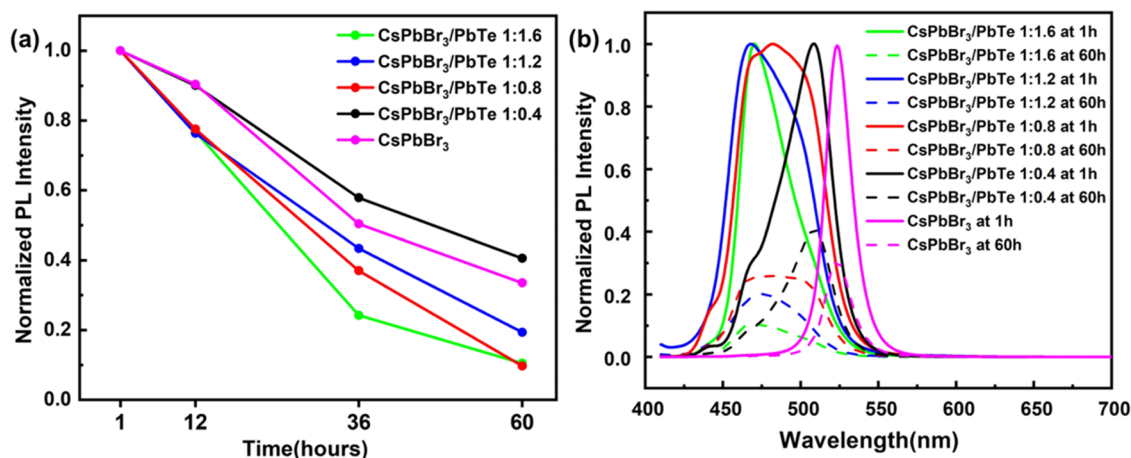 (a)
Normalized PL Intensity
1.0
0.8
0.6
0.4
0.2
0.0
1 12 36 60
Time(hours)
CsPbBr₃/PbTe 1:1.6
CsPbBr₃/PbTe 1:1.2
CsPbBr₃/PbTe 1:0.8
CsPbBr₃/PbTe 1:0.4
CsPbBr₃
(b)
Normalized PL Intensity
1.0
0.8
0.6
0.4
0.2
0.0
400 450 500 550 600 650 700
Wavelength(nm)
CsPbBr₃/PbTe 1:1.6 at 1h
CsPbBr₃/PbTe 1:1.6 at 60h
CsPbBr₃/PbTe 1:1.2 at 1h
CsPbBr₃/PbTe 1:1.2 at 60h
CsPbBr₃/PbTe 1:0.8 at 1h
CsPbBr₃/PbTe 1:0.8 at 60h
CsPbBr₃/PbTe 1:0.4 at 1h
CsPbBr₃/PbTe 1:0.4 at 60h
CsPbBr₃ at 1h
CsPbBr₃ at 60h